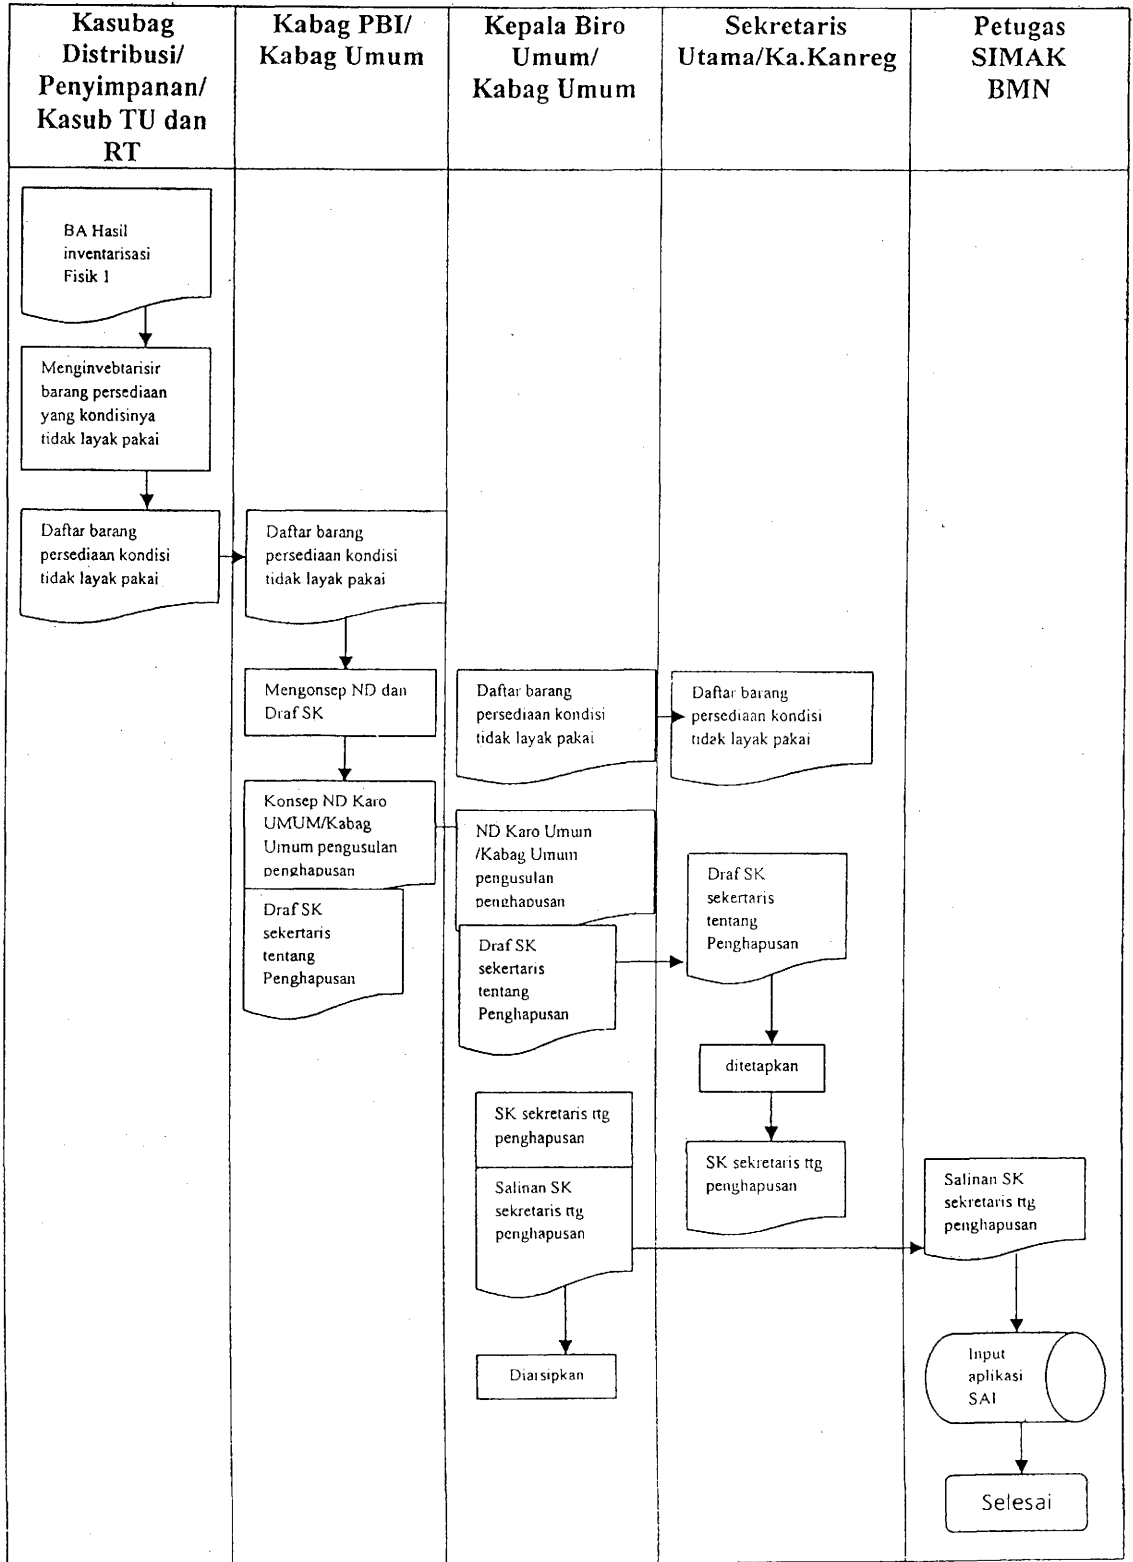 Kasubag
Distribusi/
Penyimpanan/
Kasub TU dan
RT
Kabag PBI/
Kabag Umum
Kepala Biro
Umum/
Kabag Umum
Sekretaris
Utama/Ka.Kanreg
Petugas
SIMAK
BMN
BA Hasil
inventarisasi
Fisik 1
Menginvebtarisir
barang persediaan
yang kondisinya
tidak layak pakai
Daftar barang
persediaan kondisi
tidak layak pakai
Daftar barang
persediaan kondisi
tidak layak pakai
Mengonsep ND dan
Draf SK
Daftar barang
persediaan kondisi
tidak layak pakai
Daftar barang
persediaan kondisi
tidak layak pakai
Konsep ND Karo
UMUM/Kabag
Umum pengusulan
penghapusan
Draf SK
sekertaris
tentang
Penghapusan
ND Karo Umum
/Kabag Umum
pengusulan
penghapusan
Draf SK
sekertaris
tentang
Penghapusan
Draf SK
sekertaris
tentang
Penghapusan
ditetapkan
SK sekretaris ttg
penghapusan
SK sekretaris ttg
penghapusan
Salinan SK
sekretaris ttg
penghapusan
Salinan SK
sekretaris ttg
penghapusan
Diarsipkan
Input
aplikasi
SAI
Selesai